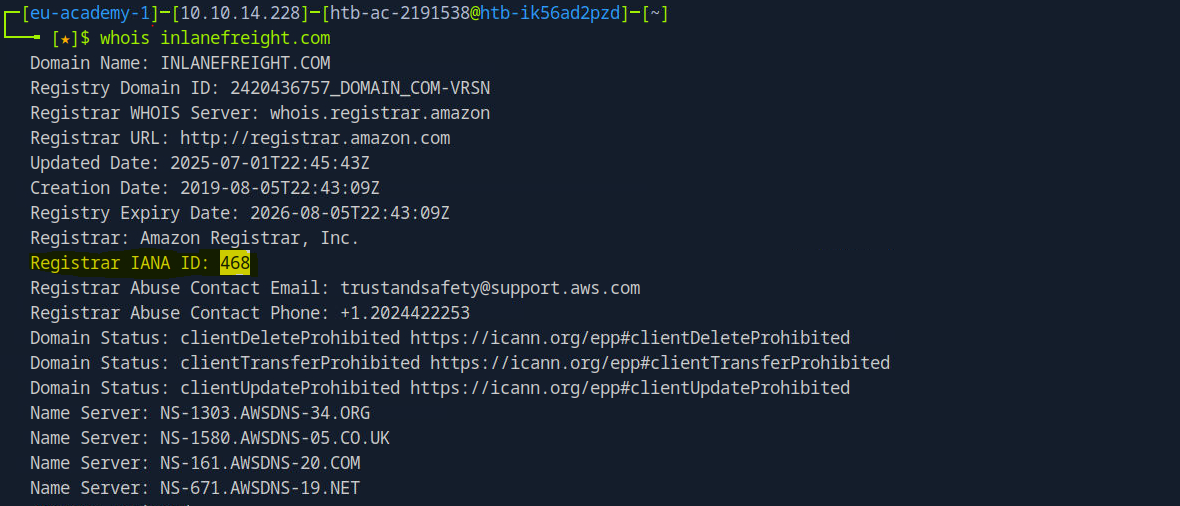 [eu-academy-1]─[10.10.14.228]─[htb-ac-2191538@htb-ik56ad2pzd]─[~]
[★]$ whois inlanefreight.com
Domain Name: INLANEFREIGHT.COM
Registry Domain ID: 2420436757_DOMAIN_COM-VRSN
Registrar WHOIS Server: whois.registrar.amazon
Registrar URL: http://registrar.amazon.com
Updated Date: 2025-07-01T22:45:43Z
Creation Date: 2019-08-05T22:43:09Z
Registry Expiry Date: 2026-08-05T22:43:09Z
Registrar: Amazon Registrar, Inc.
Registrar IANA ID: 468
Registrar Abuse Contact Email: trustandsafety@support.aws.com
Registrar Abuse Contact Phone: +1.2024422253
Domain Status: clientDeleteProhibited https://icann.org/epp#clientDeleteProhibited
Domain Status: clientTransferProhibited https://icann.org/epp#clientTransferProhibited
Domain Status: clientUpdateProhibited https://icann.org/epp#clientUpdateProhibited
Name Server: NS-1303.AWSDNS-34.ORG
Name Server: NS-1580.AWSDNS-05.CO.UK
Name Server: NS-161.AWSDNS-20.COM
Name Server: NS-671.AWSDNS-19.NET